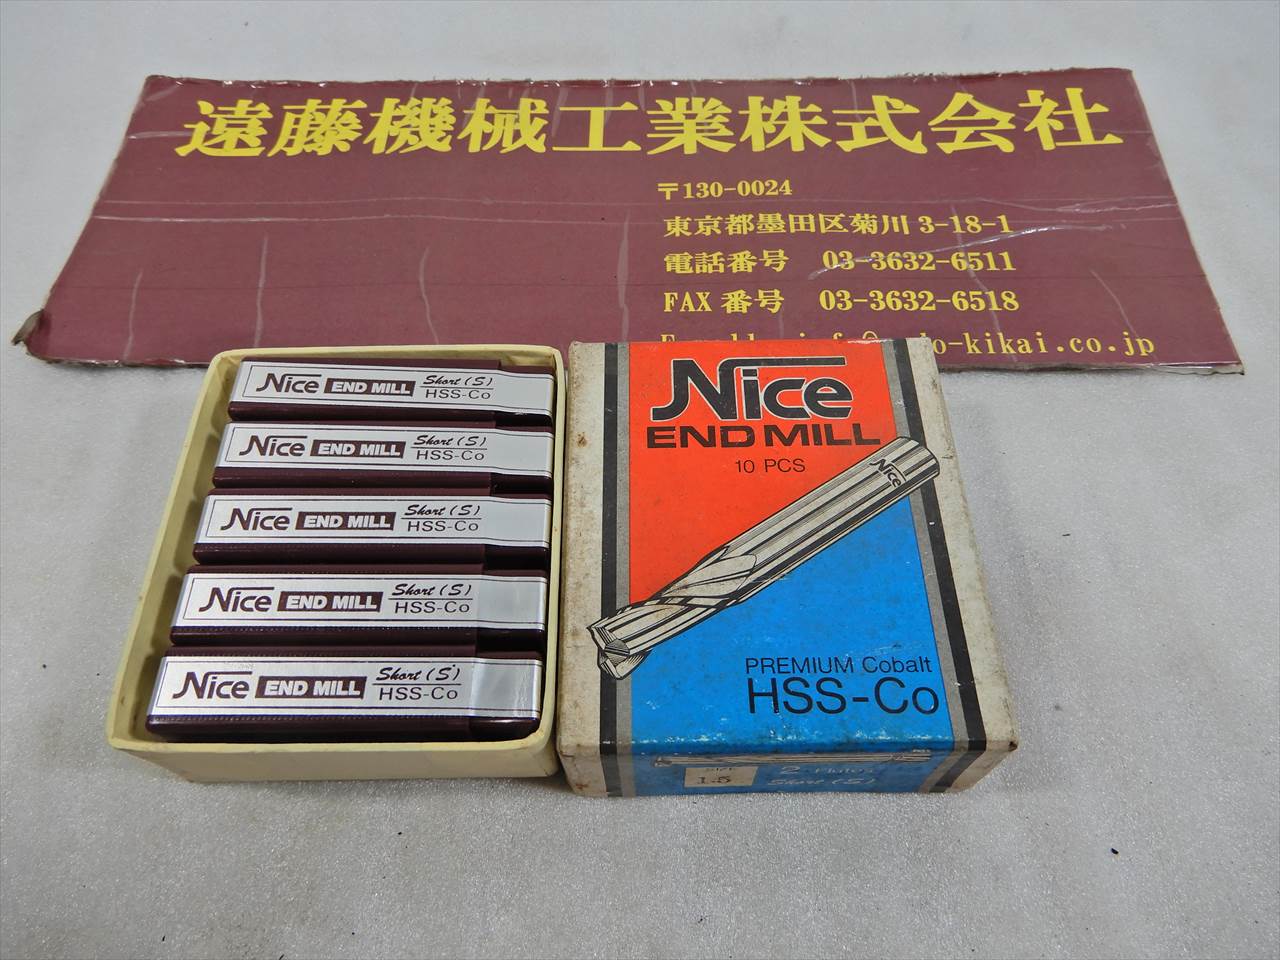 遠藤機械工業株式会社
〒130-0024
東京都墨田区菊川 3-18-1
電話番号 03-3632-6511
FAX 番号 03-3632-6518
o-kikai.co.jp
Nice END MILL Short (S) HSS-Co
Nice END MILL Short (S) HSS-Co
Nice END MILL Short (S) HSS-Co
Nice END MILL Short (S) HSS-Co
Nice END MILL Short (S) HSS-Co
Nice
END MILL
10 PCS
Nice
PREMIUM Cobalt
HSS-Co
SIZE
1.5
2 Flutes
Short (S)